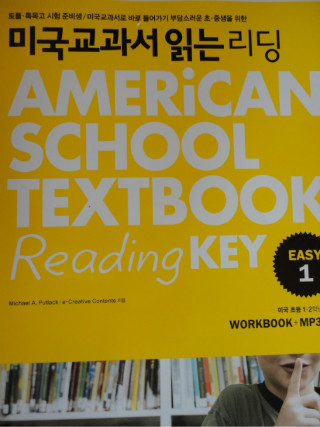 토플·특목고 시험 준비생 / 미국교과서로 바로 들어가기 부담스러운 초·중생을 위한
미국교과서 읽는 리딩
AMERiCAN
SCHOOL
TEXTBOOK
Reading KEY
EASY
1
Michael A. Putlack / e-Creative Contents 지음
미국 초등 1·2학년
WORKBOOK + MP3